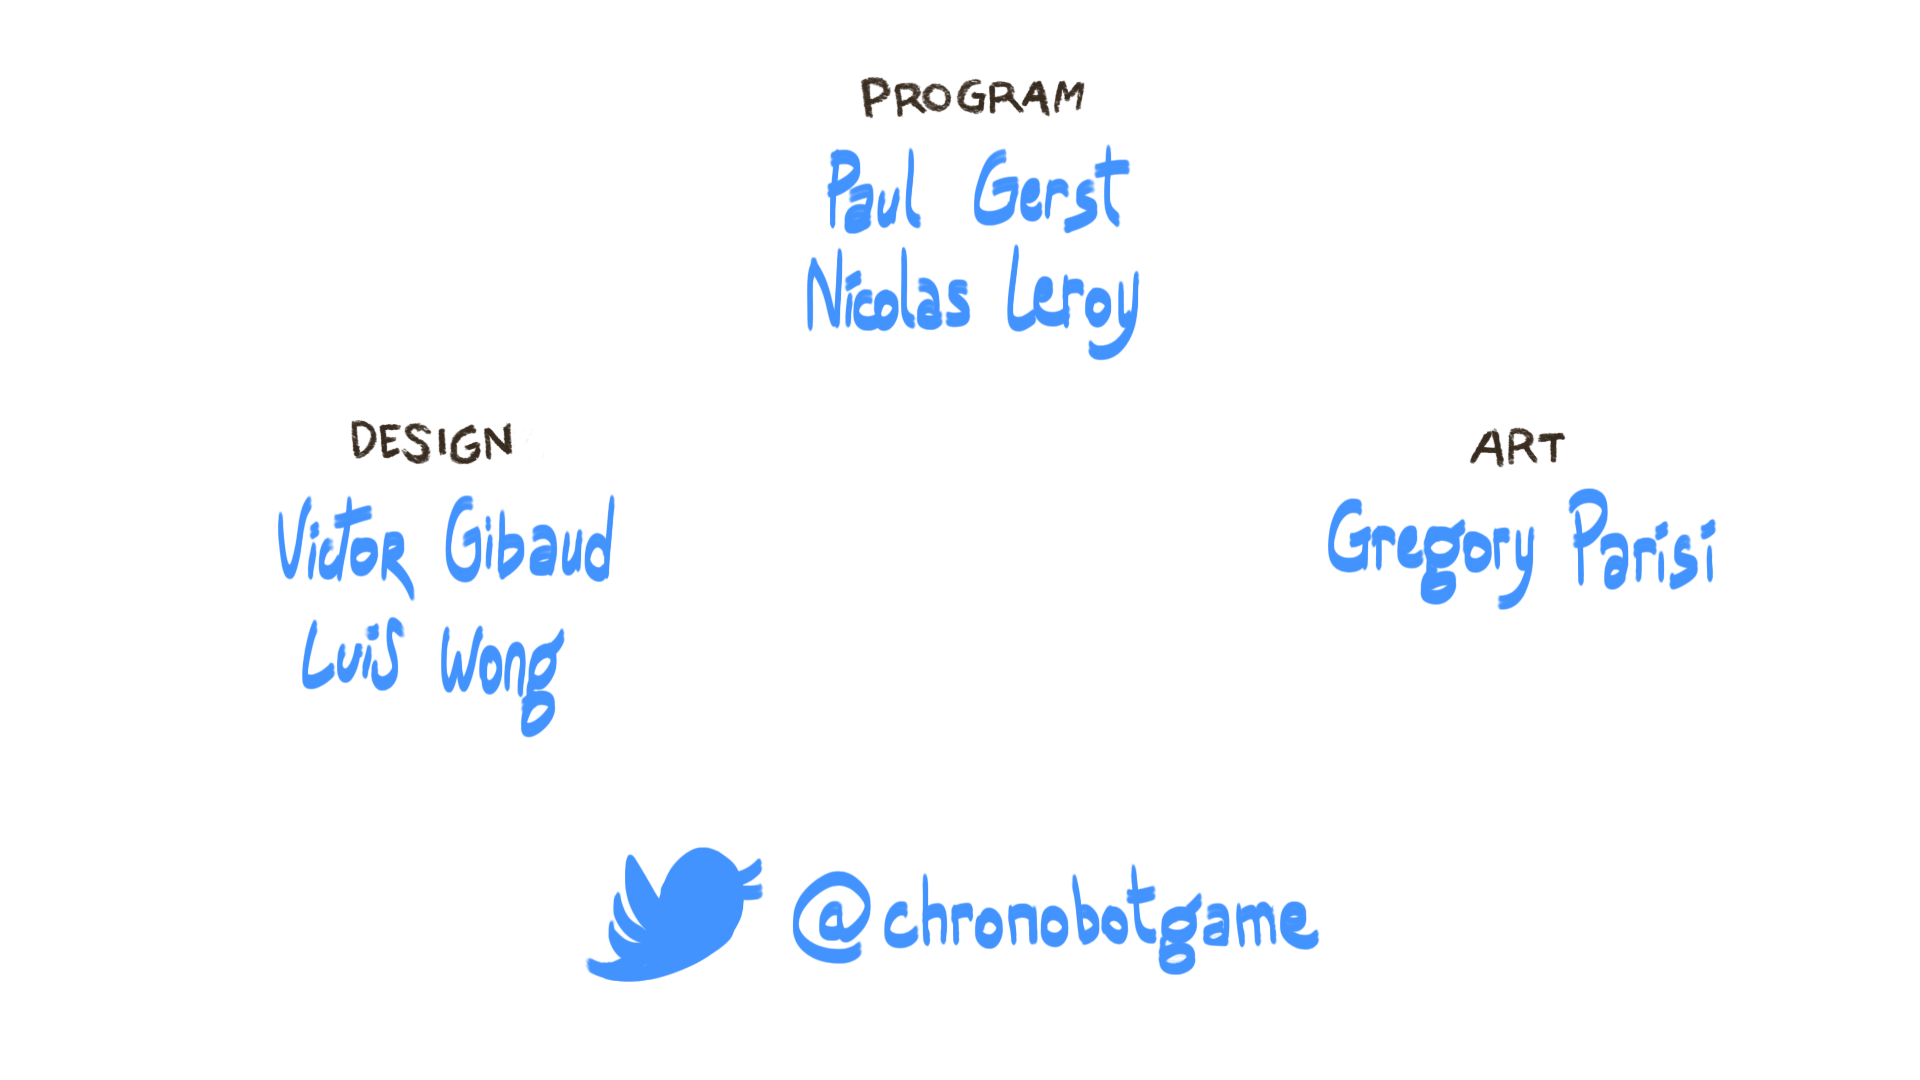 PROGRAM
Paul Gerst
Nicolas Leroy
DESIGN
Victor Gibaud
Luis Wong
ART
Gregory Parisi
@chronobotgame